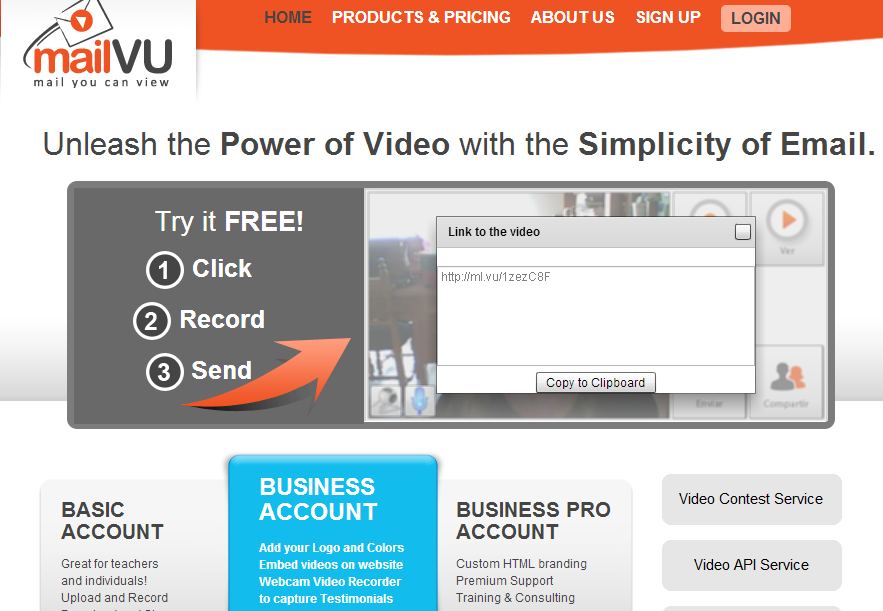 mailVU
mail you can view
HOME PRODUCTS & PRICING ABOUT US SIGN UP LOGIN
Unleash the Power of Video with the Simplicity of Email.
Try it FREE!
1 Click
2 Record
3 Send
Link to the video
http://ml.vu/1zezC8F
Copy to Clipboard
Ver
Enviar
Compartir
BASIC
ACCOUNT
Great for teachers
and individuals!
Upload and Record
BUSINESS
ACCOUNT
Add your Logo and Colors
Embed videos on website
Webcam Video Recorder
to capture Testimonials
BUSINESS PRO
ACCOUNT
Custom HTML branding
Premium Support
Training & Consulting
Video Contest Service
Video API Service